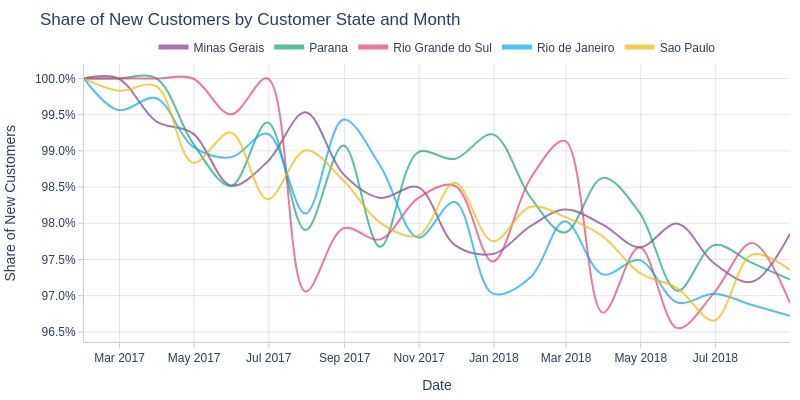 Share of New Customers by Customer State and Month
Minas Gerais Parana Rio Grande do Sul Rio de Janeiro Sao Paulo
100.0%
99.5%
99.0%
98.5%
98.0%
97.5%
97.0%
96.5%
Share of New Customers
Mar 2017 May 2017 Jul 2017 Sep 2017 Nov 2017 Jan 2018 Mar 2018 May 2018 Jul 2018
Date